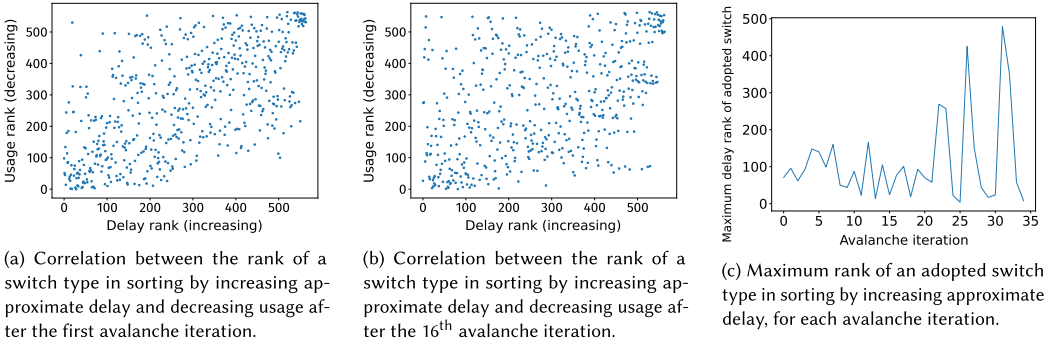 Usage rank (decreasing)
500
400
300
200
100
0
0 100 200 300 400 500
Delay rank (increasing)
(a) Correlation between the rank of a
switch type in sorting by increasing ap-
proximate delay and decreasing usage af-
ter the first avalanche iteration.
Usage rank (decreasing)
500
400
300
200
100
0
0 100 200 300 400 500
Delay rank (increasing)
(b) Correlation between the rank of a
switch type in sorting by increasing ap-
proximate delay and decreasing usage af-
ter the 16th avalanche iteration.
Maximum delay rank of adopted switch
500
400
300
200
100
0
0 5 10 15 20 25 30 35
Avalanche iteration
(c) Maximum rank of an adopted switch
type in sorting by increasing approximate
delay, for each avalanche iteration.